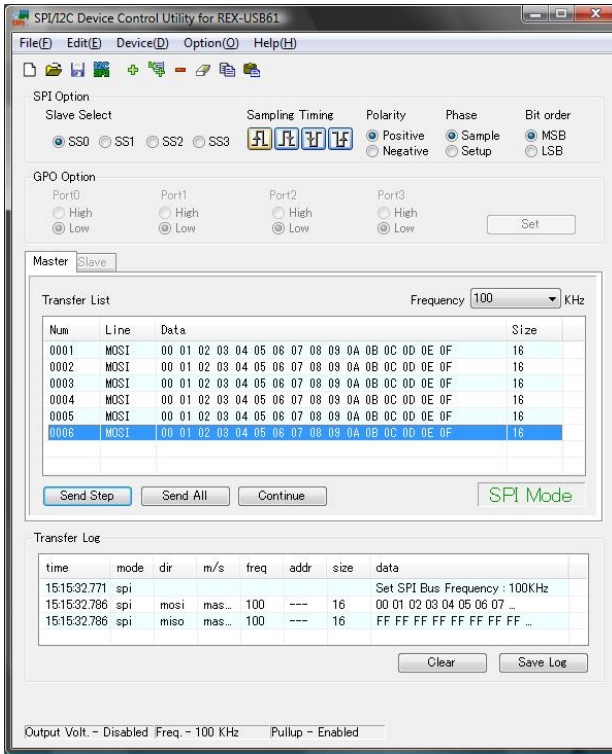 SPI/I2C Device Control Utility for REX-USB61
File(F) Edit(E) Device(D) Option(O) Help(H)
SPI Option
Slave Select Sampling Timing Polarity Phase Bit order
SS0 SS1 SS2 SS3 Positive Sample MSB
Negative Setup LSB
GPO Option
Port0 Port1 Port2 Port3
High High High High
Low Low Low Low Set
Master Slave
Transfer List Frequency 100 KHz
Num Line Data Size
0001 MOSI 00 01 02 03 04 05 06 07 08 09 0A 0B 0C 0D 0E 0F 16
0002 MOSI 00 01 02 03 04 05 06 07 08 09 0A 0B 0C 0D 0E 0F 16
0003 MOSI 00 01 02 03 04 05 06 07 08 09 0A 0B 0C 0D 0E 0F 16
0004 MOSI 00 01 02 03 04 05 06 07 08 09 0A 0B 0C 0D 0E 0F 16
0005 MOSI 00 01 02 03 04 05 06 07 08 09 0A 0B 0C 0D 0E 0F 16
0006 MOSI 00 01 02 03 04 05 06 07 08 09 0A 0B 0C 0D 0E 0F 16
Send Step Send All Continue SPI Mode
Transfer Log
time mode dir m/s freq addr size data
15:15:32.771 spi Set SPI Bus Frequency : 100KHz
15:15:32.786 spi mosi mas... 100 --- 16 00 01 02 03 04 05 06 07 ...
15:15:32.786 spi miso mas... 100 --- 16 FF FF FF FF FF FF FF FF ...
Clear Save Log
Output Volt. - Disabled Freq. - 100 KHz Pullup - Enabled